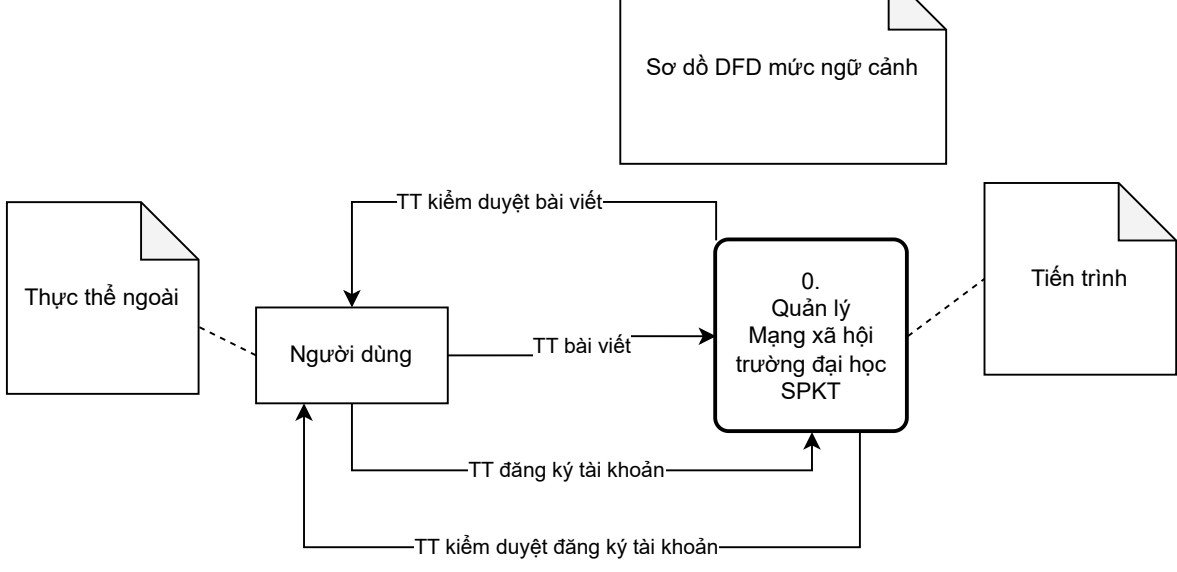 Sơ dồ DFD mức ngữ cảnh
TT kiểm duyệt bài viết
Thực thể ngoài
Tiến trình
0.
Quản lý
Mạng xã hội
trường đại học
SPKT
Người dùng
TT bài viết
TT đăng ký tài khoản
TT kiểm duyệt đăng ký tài khoản